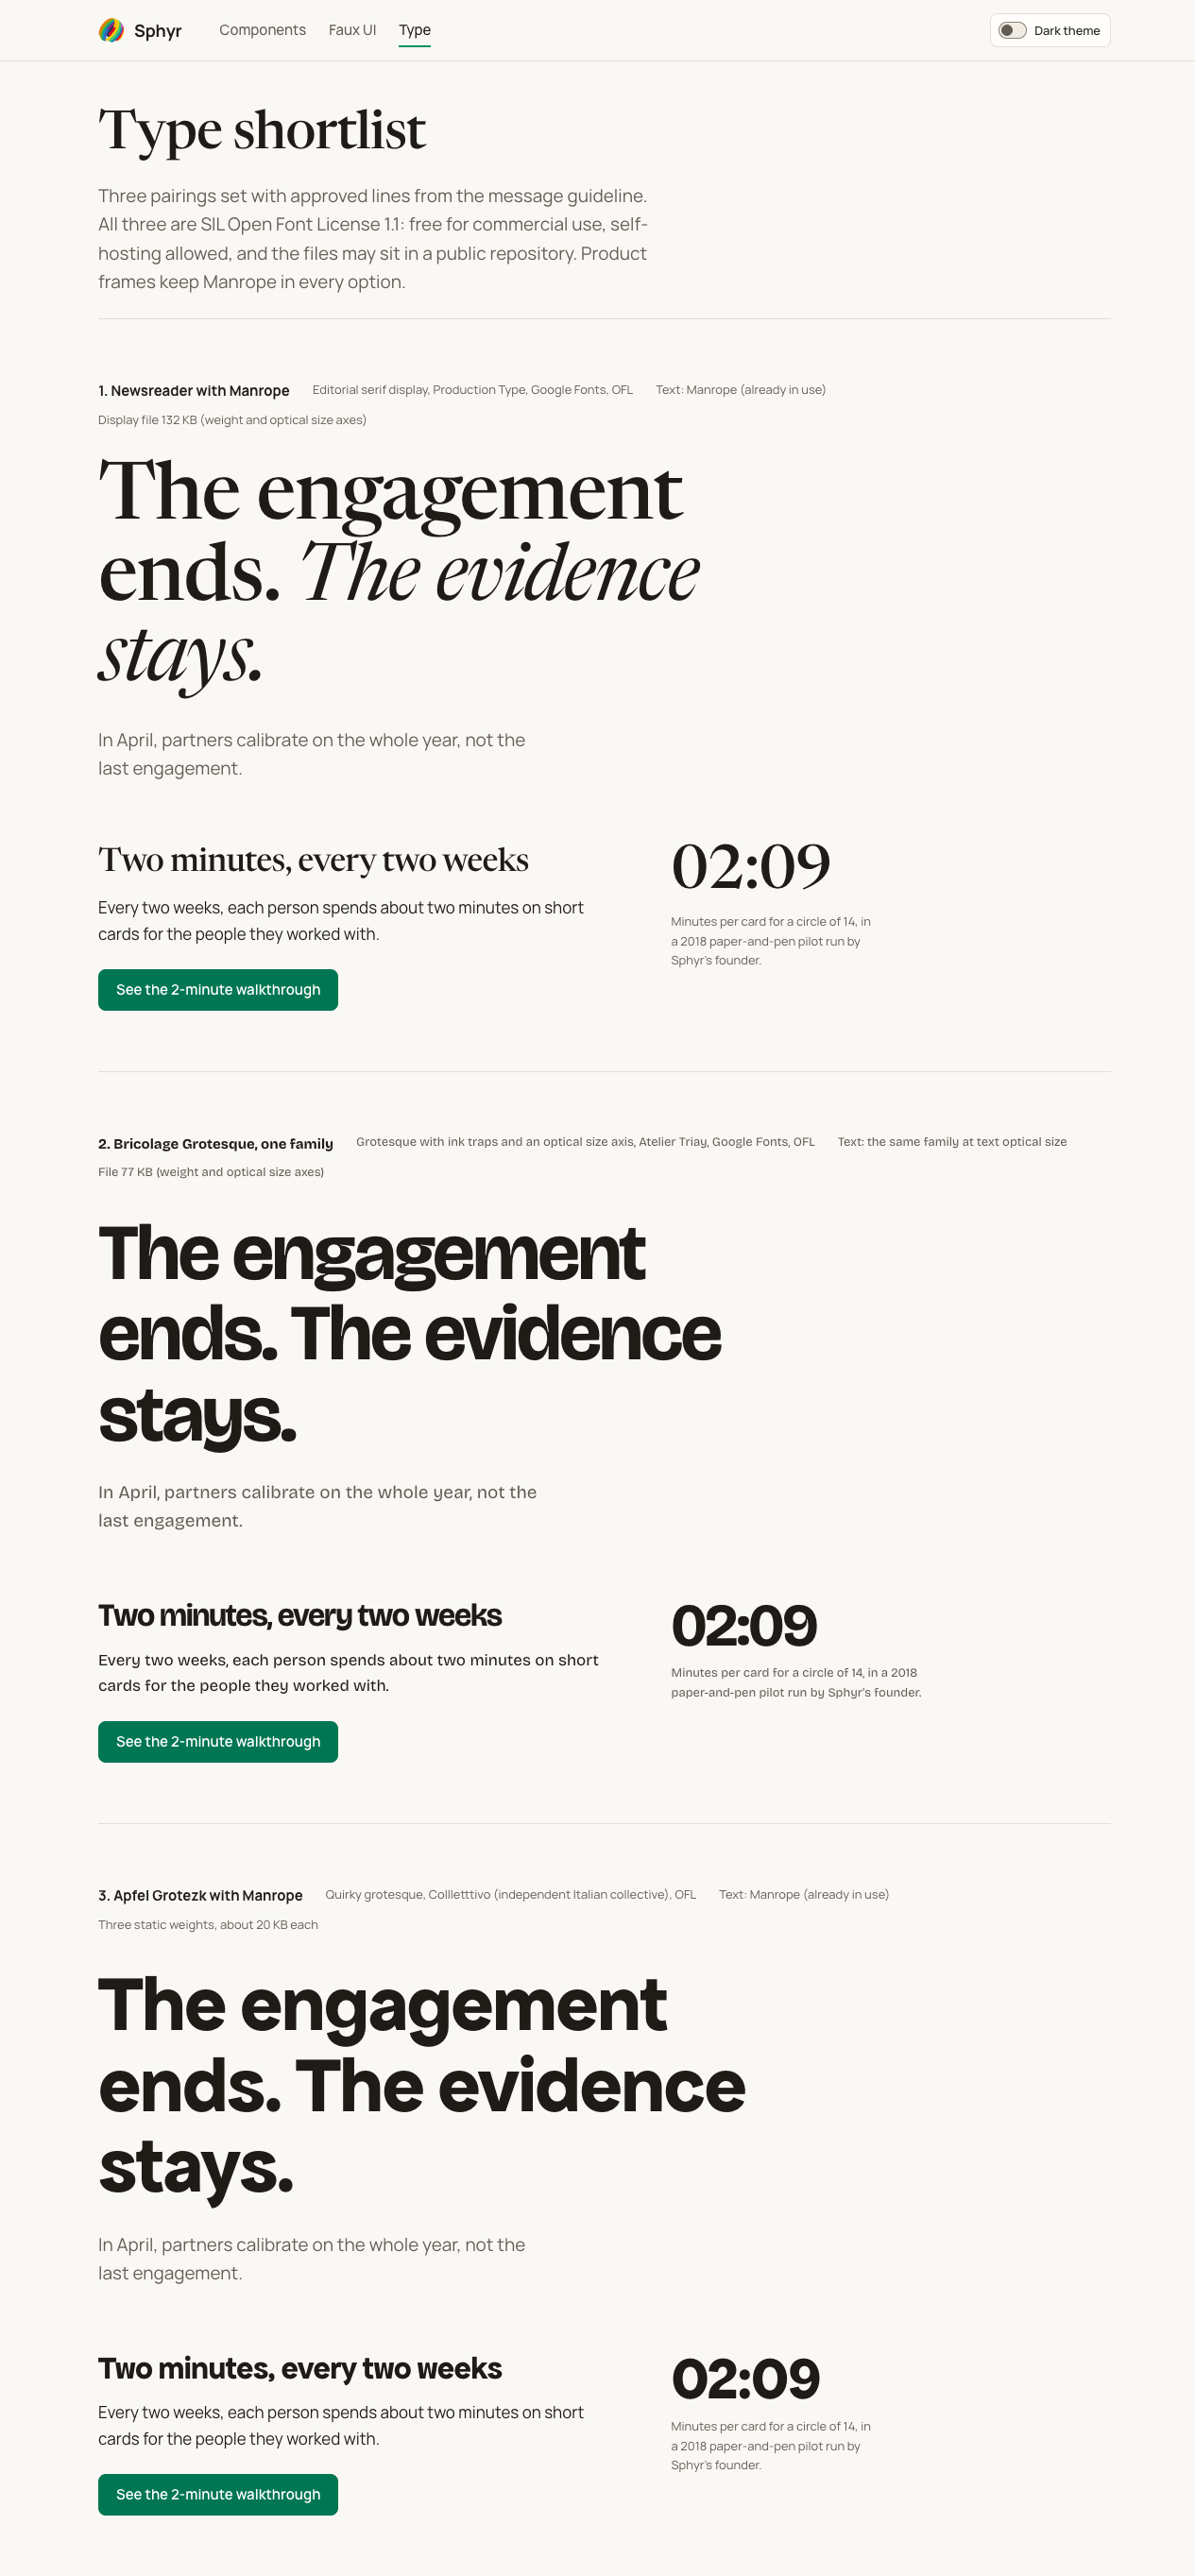 Sphyr Components Faux UI Type Dark theme
Type shortlist
Three pairings set with approved lines from the message guideline.
All three are SIL Open Font License 1.1: free for commercial use, self-
hosting allowed, and the files may sit in a public repository. Product
frames keep Manrope in every option.
1. Newsreader with Manrope Editorial serif display, Production Type, Google Fonts, OFL Text: Manrope (already in use)
Display file 132 KB (weight and optical size axes)
The engagement
ends. The evidence
stays.
In April, partners calibrate on the whole year, not the
last engagement.
Two minutes, every two weeks
Every two weeks, each person spends about two minutes on short
cards for the people they worked with.
See the 2-minute walkthrough
02:09
Minutes per card for a circle of 14, in
a 2018 paper-and-pen pilot run by
Sphyr's founder.
2. Bricolage Grotesque, one family Grotesque with ink traps and an optical size axis, Atelier Triay, Google Fonts, OFL Text: the same family at text optical size
File 77 KB (weight and optical size axes)
The engagement
ends. The evidence
stays.
In April, partners calibrate on the whole year, not the
last engagement.
Two minutes, every two weeks
Every two weeks, each person spends about two minutes on short
cards for the people they worked with.
See the 2-minute walkthrough
02:09
Minutes per card for a circle of 14, in a 2018
paper-and-pen pilot run by Sphyr's founder.
3. Apfel Grotezk with Manrope Quirky grotesque, Collletttivo (independent Italian collective), OFL Text: Manrope (already in use)
Three static weights, about 20 KB each
The engagement
ends. The evidence
stays.
In April, partners calibrate on the whole year, not the
last engagement.
Two minutes, every two weeks
Every two weeks, each person spends about two minutes on short
cards for the people they worked with.
See the 2-minute walkthrough
02:09
Minutes per card for a circle of 14, in
a 2018 paper-and-pen pilot run by
Sphyr's founder.